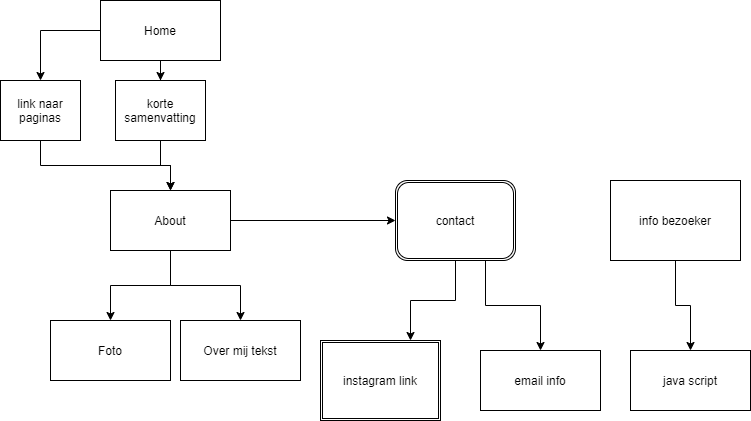 Home
link naar
paginas
korte
samenvatting
About
contact
info bezoeker
Foto
Over mij tekst
instagram link
email info
java script